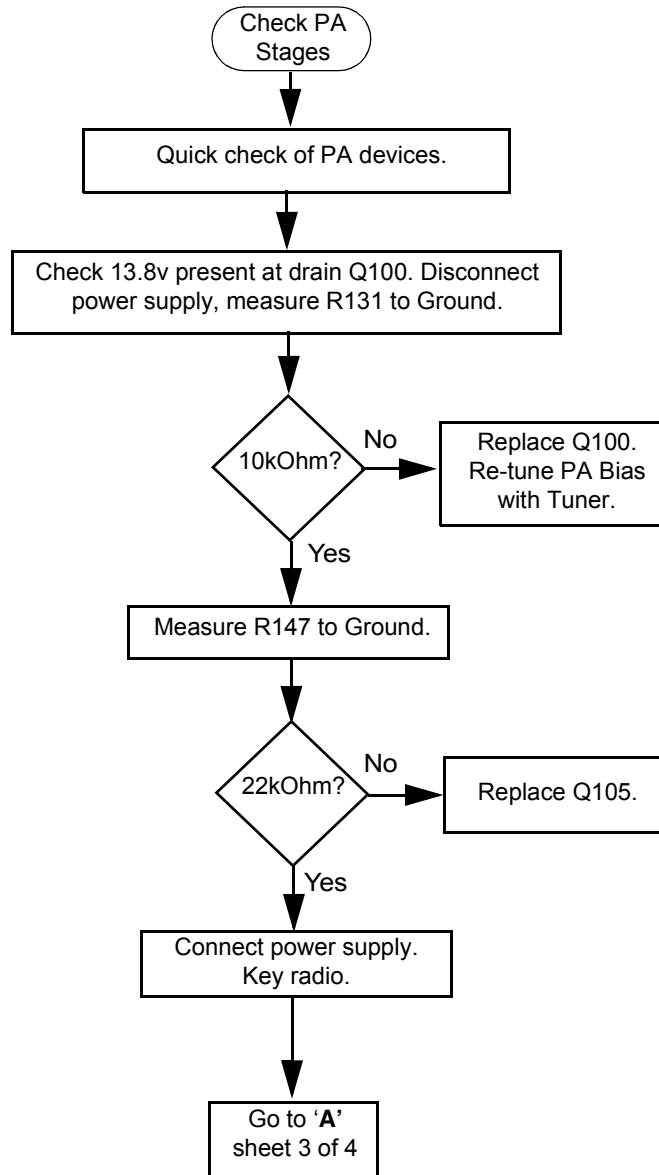 Check PA
Stages
Quick check of PA devices.
Check 13.8v present at drain Q100. Disconnect
power supply, measure R131 to Ground.
10kOhm?
No
Replace Q100.
Re-tune PA Bias
with Tuner.
Yes
Measure R147 to Ground.
22kOhm?
No
Replace Q105.
Yes
Connect power supply.
Key radio.
Go to ‘A’
sheet 3 of 4